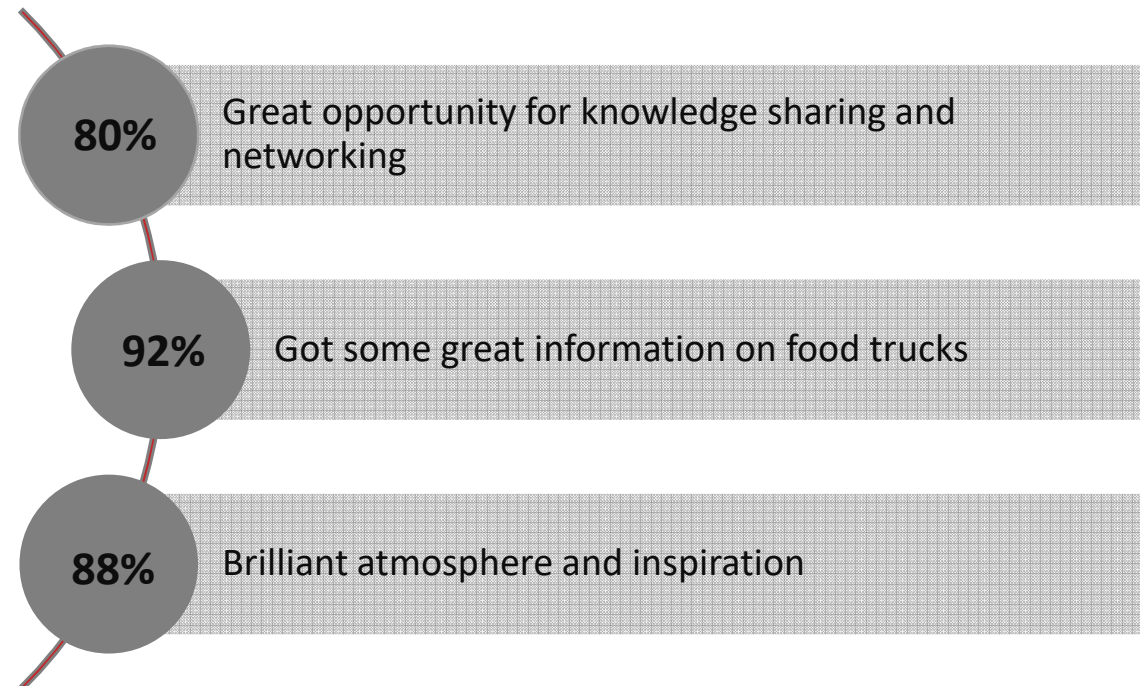 80%
Great opportunity for knowledge sharing and
networking
92%
Got some great information on food trucks
88%
Brilliant atmosphere and inspiration